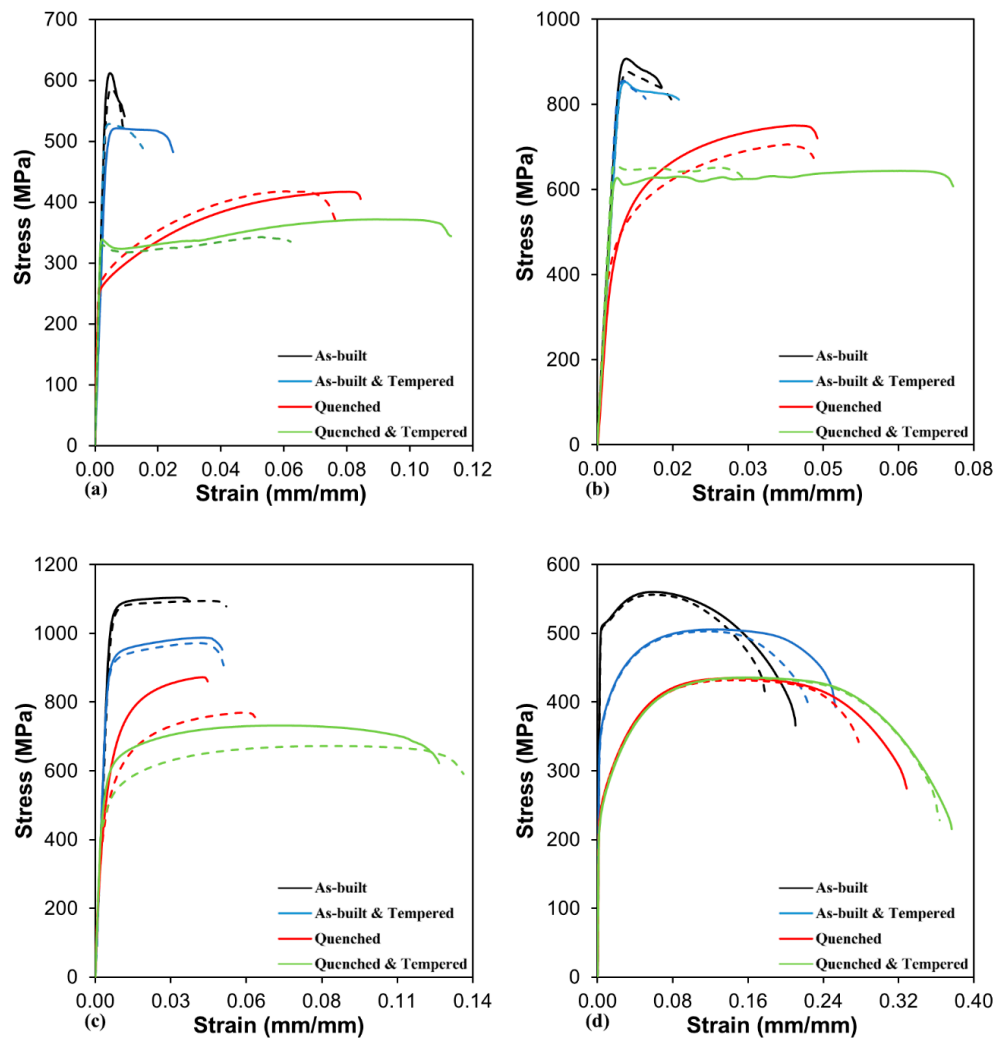 700
600
500
400
300
200
100
0
Stress (MPa)
0.00 0.02 0.04 0.06 0.08 0.10 0.12
Strain (mm/mm)
(a)
As-built
As-built & Tempered
Quenched
Quenched & Tempered
1000
800
600
400
200
0
Stress (MPa)
0.00 0.02 0.03 0.05 0.06 0.08
Strain (mm/mm)
(b)
As-built
As-built & Tempered
Quenched
Quenched & Tempered
1200
1000
800
600
400
200
0
Stress (MPa)
0.00 0.03 0.06 0.08 0.11 0.14
Strain (mm/mm)
(c)
As-built
As-built & Tempered
Quenched
Quenched & Tempered
600
500
400
300
200
100
0
Stress (MPa)
0.00 0.08 0.16 0.24 0.32 0.40
Strain (mm/mm)
(d)
As-built
As-built & Tempered
Quenched
Quenched & Tempered